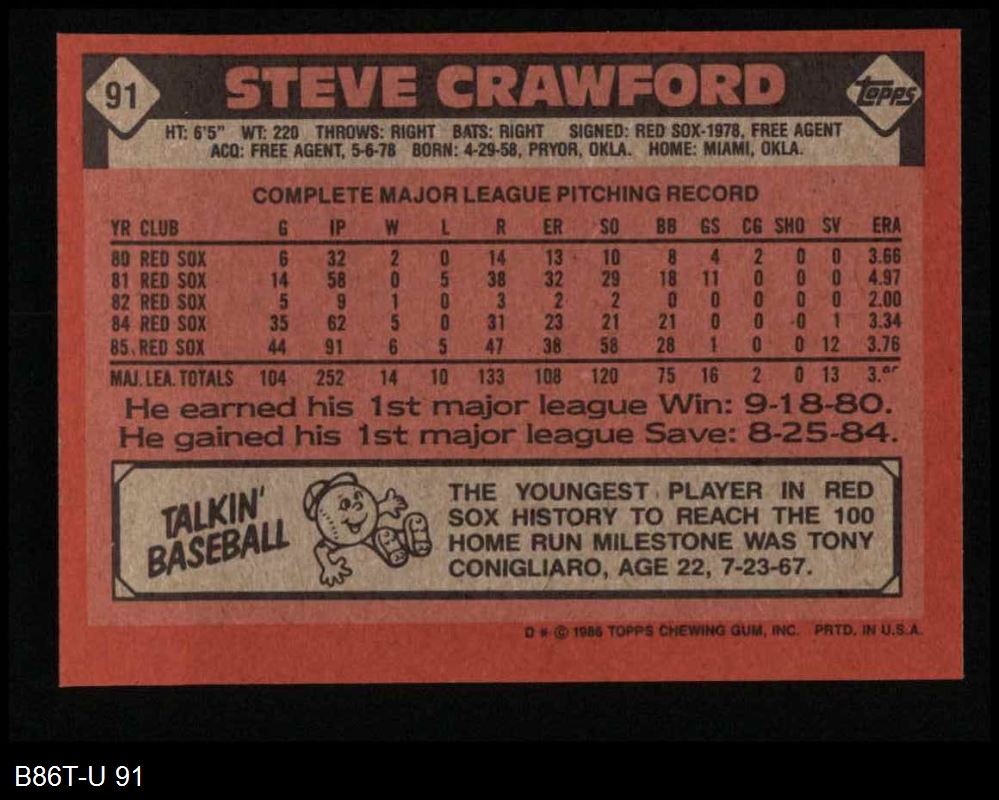 91 STEVE CRAWFORD Topps
HT: 6'5" WT: 220 THROWS: RIGHT BATS: RIGHT SIGNED: RED SOX-1978, FREE AGENT
ACQ: FREE AGENT, 5-6-78 BORN: 4-29-58, PRYOR, OKLA. HOME: MIAMI, OKLA.
COMPLETE MAJOR LEAGUE PITCHING RECORD
YR CLUB G IP W L R ER SO BB GS CG SHO SV ERA
80 RED SOX 6 32 2 0 14 13 10 8 4 2 0 0 3.66
81 RED SOX 14 58 0 5 38 32 29 18 11 0 0 0 4.97
82 RED SOX 5 9 1 0 3 2 2 0 0 0 0 0 2.00
84 RED SOX 35 62 5 0 31 23 21 21 0 0 0 1 3.34
85 RED SOX 44 91 6 5 47 38 58 28 1 0 0 12 3.76
MAJ. LEA. TOTALS 104 252 14 10 133 108 120 75 16 2 0 13
He earned his 1st major league Win: 9-18-80.
He gained his 1st major league Save: 8-25-84.
TALKIN'
BASEBALL
THE YOUNGEST PLAYER IN RED
SOX HISTORY TO REACH THE 100
HOME RUN MILESTONE WAS TONY
CONIGLIARO, AGE 22, 7-23-67.
D * © 1986 TOPPS CHEWING GUM, INC. PRTD. IN U.S.A.
B86T-U 91